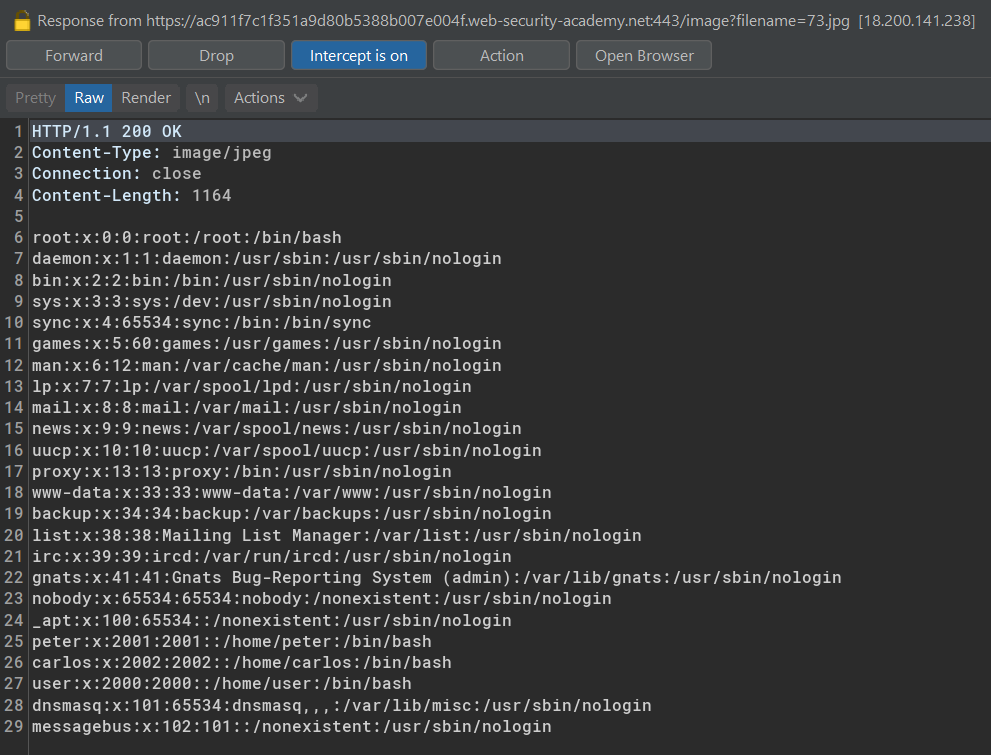 Response from https://ac911f7c1f351a9d80b5388b007e004f.web-security-academy.net:443/image?filename=73.jpg [18.200.141.238]
Forward Drop Intercept is on Action Open Browser
Pretty Raw Render \n Actions
1 HTTP/1.1 200 OK
2 Content-Type: image/jpeg
3 Connection: close
4 Content-Length: 1164
5
6 root:x:0:0:root:/root:/bin/bash
7 daemon:x:1:1:daemon:/usr/sbin:/usr/sbin/nologin
8 bin:x:2:2:bin:/bin:/usr/sbin/nologin
9 sys:x:3:3:sys:/dev:/usr/sbin/nologin
10 sync:x:4:65534:sync:/bin:/bin/sync
11 games:x:5:60:games:/usr/games:/usr/sbin/nologin
12 man:x:6:12:man:/var/cache/man:/usr/sbin/nologin
13 lp:x:7:7:lp:/var/spool/lpd:/usr/sbin/nologin
14 mail:x:8:8:mail:/var/mail:/usr/sbin/nologin
15 news:x:9:9:news:/var/spool/news:/usr/sbin/nologin
16 uucp:x:10:10:uucp:/var/spool/uucp:/usr/sbin/nologin
17 proxy:x:13:13:proxy:/bin:/usr/sbin/nologin
18 www-data:x:33:33:www-data:/var/www:/usr/sbin/nologin
19 backup:x:34:34:backup:/var/backups:/usr/sbin/nologin
20 list:x:38:38:Mailing List Manager:/var/list:/usr/sbin/nologin
21 irc:x:39:39:ircd:/var/run/ircd:/usr/sbin/nologin
22 gnats:x:41:41:Gnats Bug-Reporting System (admin):/var/lib/gnats:/usr/sbin/nologin
23 nobody:x:65534:65534:nobody:/nonexistent:/usr/sbin/nologin
24 _apt:x:100:65534::/nonexistent:/usr/sbin/nologin
25 peter:x:2001:2001::/home/peter:/bin/bash
26 carlos:x:2002:2002::/home/carlos:/bin/bash
27 user:x:2000:2000::/home/user:/bin/bash
28 dnsmasq:x:101:65534:dnsmasq,,,:/var/lib/misc:/usr/sbin/nologin
29 messagebus:x:102:101::/nonexistent:/usr/sbin/nologin